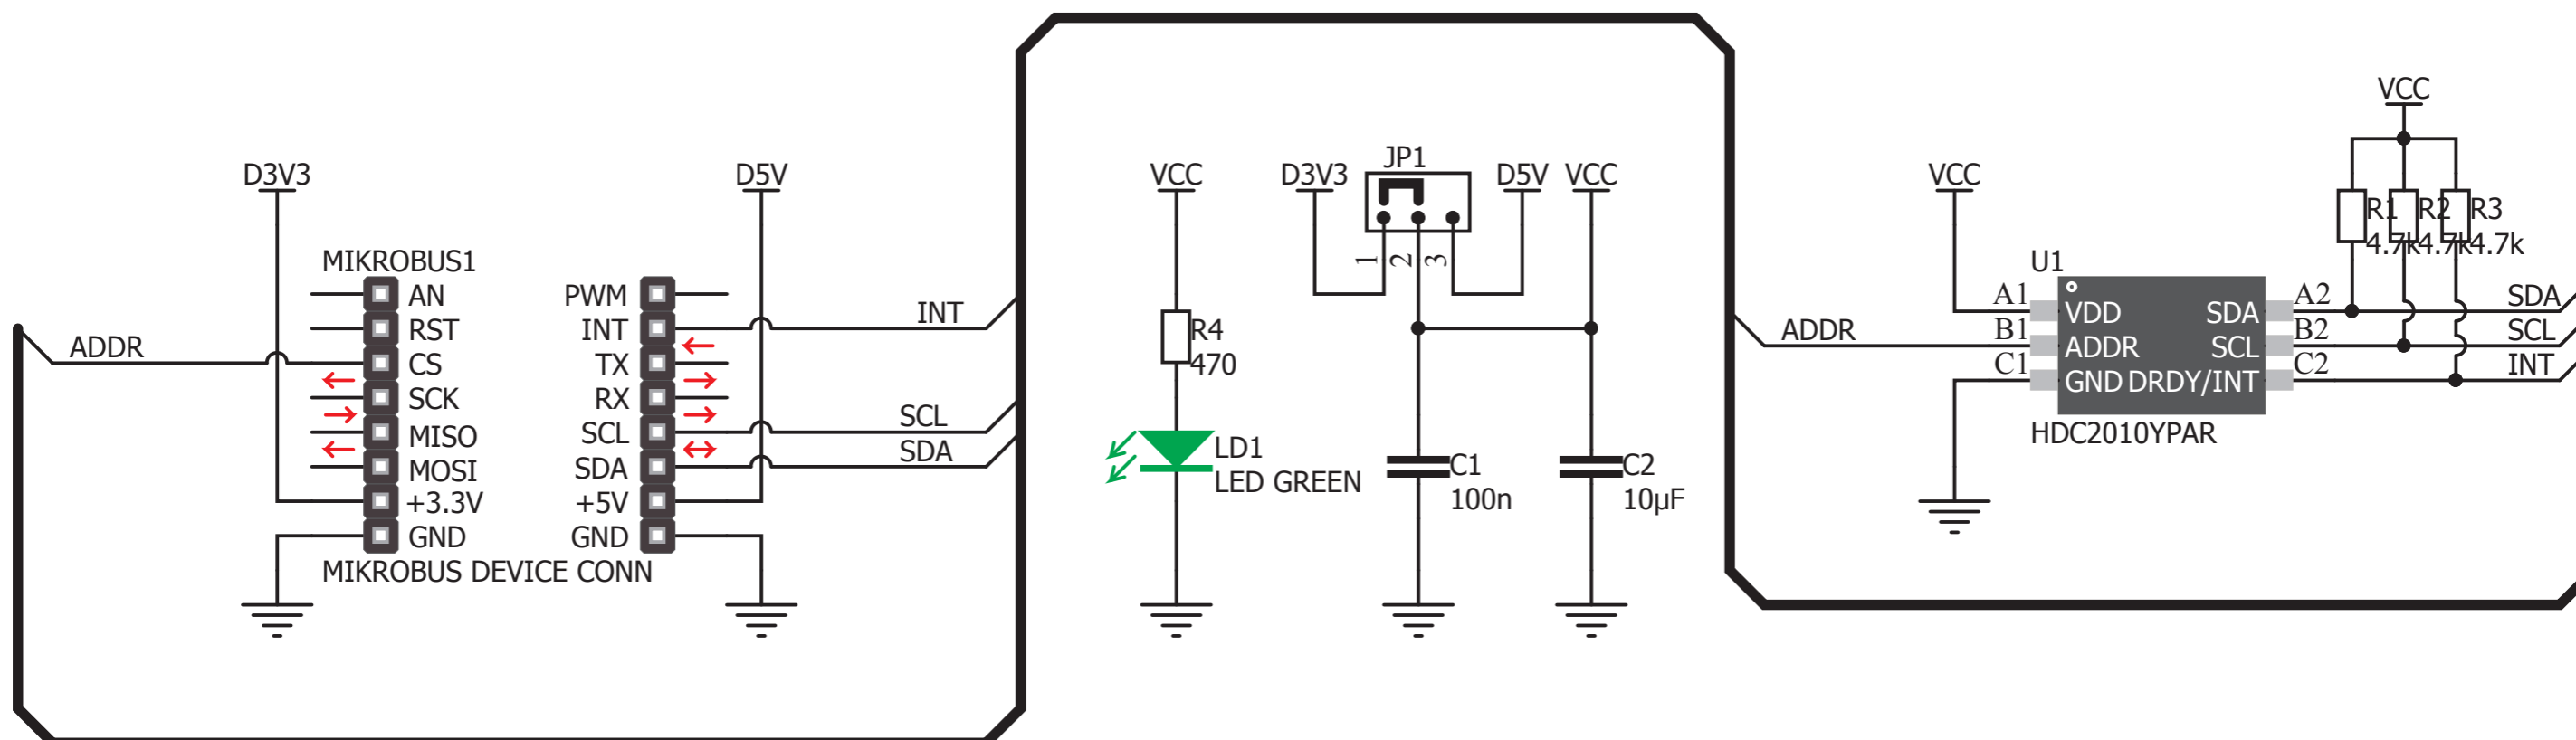 D3V3
D5V
MIKROBUS1
AN
RST
CS
SCK
MISO
MOSI
+3.3V
GND
PWM
INT
TX
RX
SCL
SDA
+5V
GND
MIKROBUS DEVICE CONN
ADDR
INT
SCL
SDA
VCC
R4
470
LD1
LED GREEN
JP1
D3V3
D5V
VCC
1
2
3
C1
100n
C2
10µF
ADDR
VCC
U1
A1
B1
C1
VDD
ADDR
GND
SDA
SCL
DRDY/INT
A2
B2
C2
HDC2010YPAR
VCC
R1
4.7k
R2
4.7k
R3
4.7k
SDA
SCL
INT